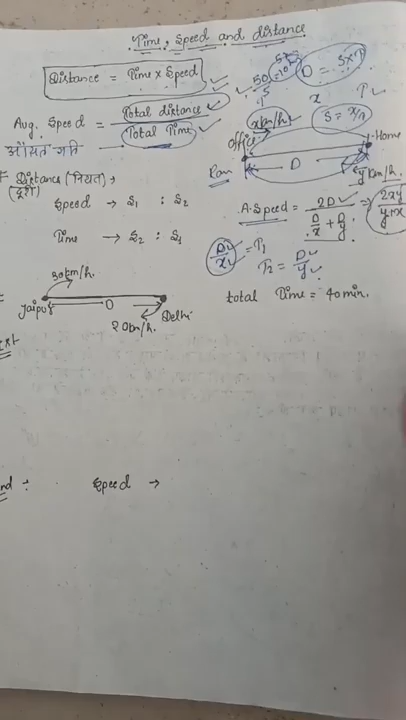 Time, Speed and distance
Distance = Time × Speed
D = S×T
Avg. Speed = Total distance / Total Time
औसत गति
x km/h.
S = x/n
Office
Home
D
y km/h.
Ram
Distance (नियत) :
(दूरी)
Speed → S₁ : S₂
Time → S₂ : S₁
A.Speed = 2D / (D/x + D/y) ⇒ 2xy / y+x
D/x = T₁
T₂ = D/y
30km/h.
Jaipur D Delhi
20km/h.
total Time = 40 min.
Speed →